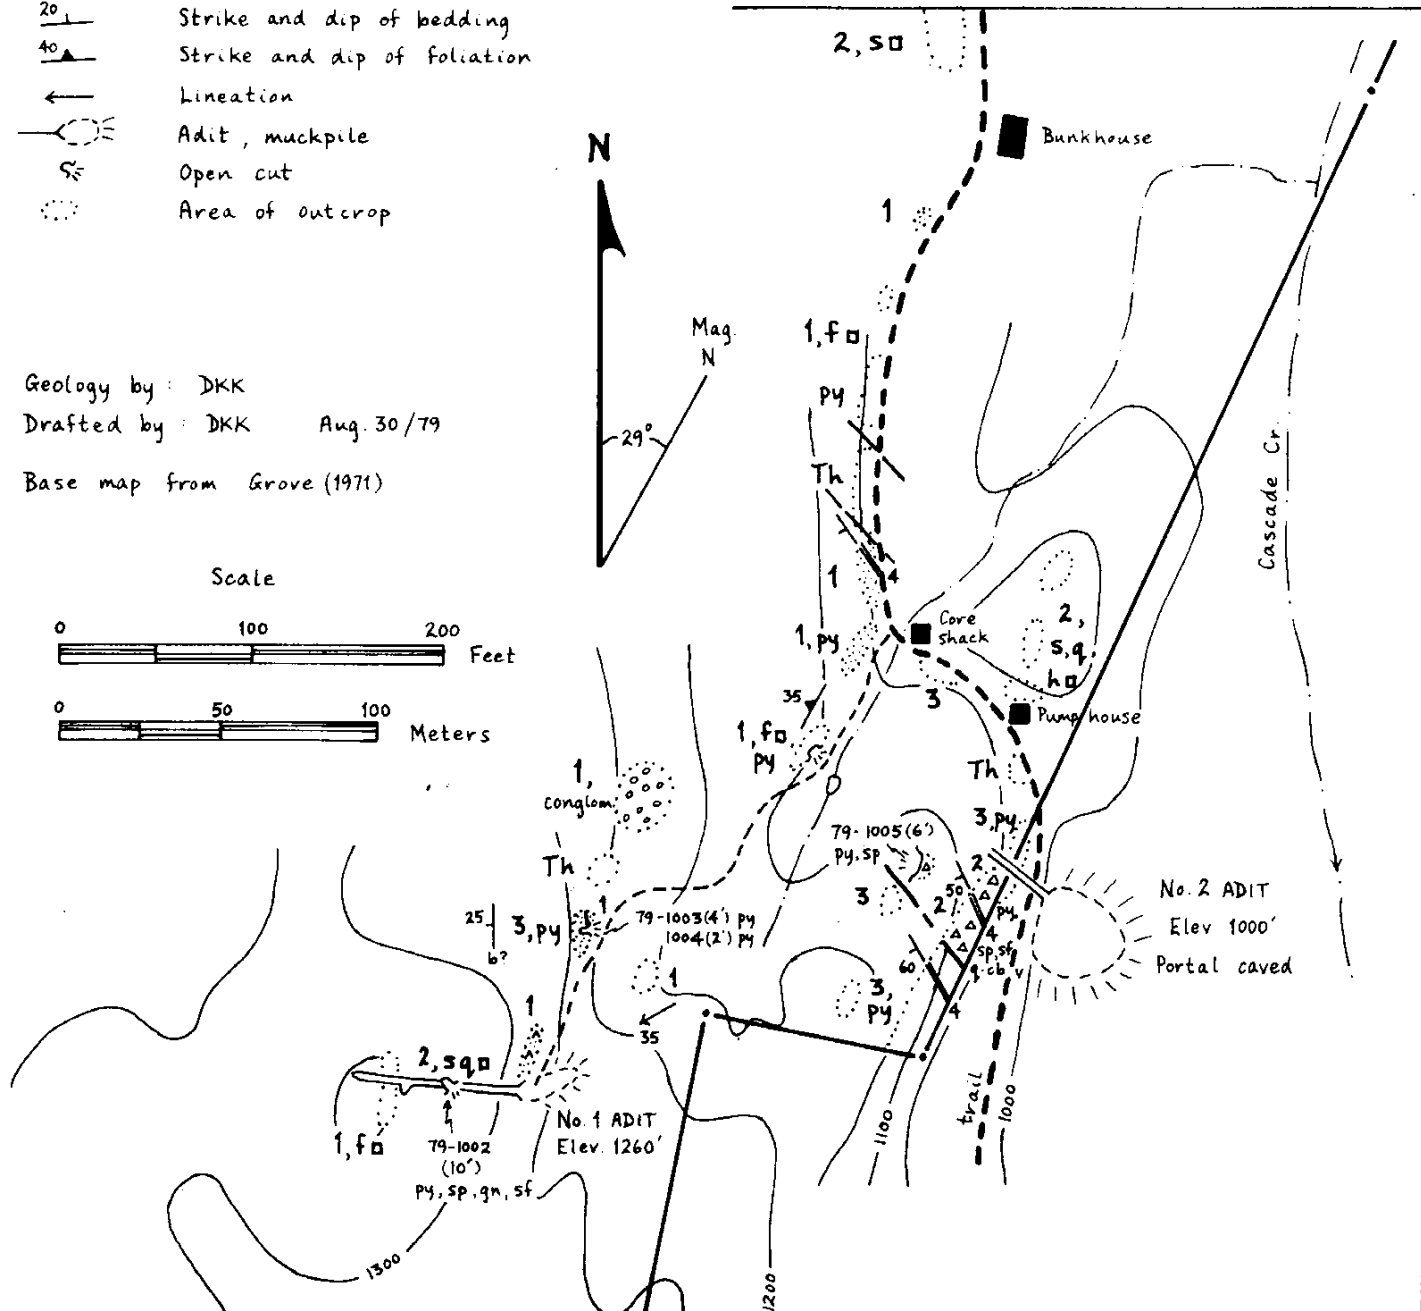 20
Strike and dip of bedding
40
Strike and dip of foliation
Lineation
Adit, muckpile
Open cut
Area of outcrop
Geology by: DKK
Drafted by: DKK Aug. 30/79
Base map from Grove (1971)
Scale
0 100 200
Feet
0 50 100
Meters
N
Mag.
N
29°
2, s
Bunkhouse
1
1, f
py
Th
1
4
1, py
Core
shack
2,
s, q,
h
3
Pump house
35
1, f
py
Th
3, py
1,
conglom.
Th
79-1005(6')
py, sp
2
50
3
2
py
4
sp, sf
q-cb v
60
4
3,
py
25
b?
3, py
1
79-1003(4') py
1004(2') py
1
35
1
2, sq
No. 1 ADIT
Elev. 1260'
1, f
79-1002
(10')
py, sp, gn, sf
No. 2 ADIT
Elev 1000'
Portal caved
Cascade Cr.
trail
1000
1100
1200
1300